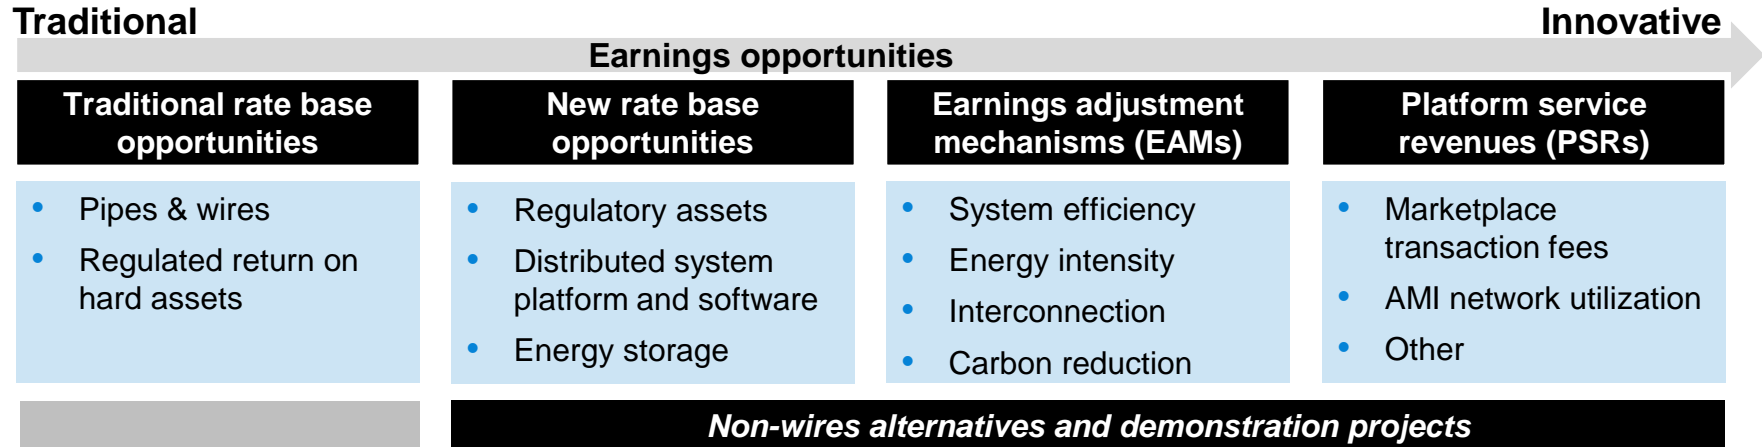 Traditional
Innovative
Earnings opportunities
Traditional rate base
opportunities
• Pipes & wires
• Regulated return on
hard assets
New rate base
opportunities
• Regulatory assets
• Distributed system
platform and software
• Energy storage
Earnings adjustment
mechanisms (EAMs)
• System efficiency
• Energy intensity
• Interconnection
• Carbon reduction
Platform service
revenues (PSRs)
• Marketplace
transaction fees
• AMI network utilization
• Other
Non-wires alternatives and demonstration projects